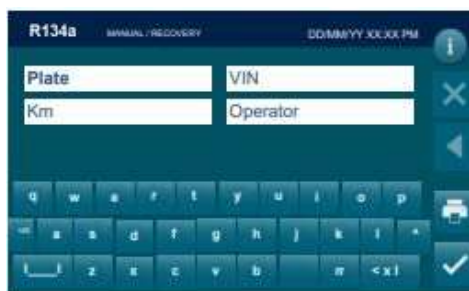 R134a MANUAL / RECOVERY DD/MM/YY XX:XX PM
Plate VIN
Km Operator
q w e r t y u i o p
a s d f g h j k l
z x c v b